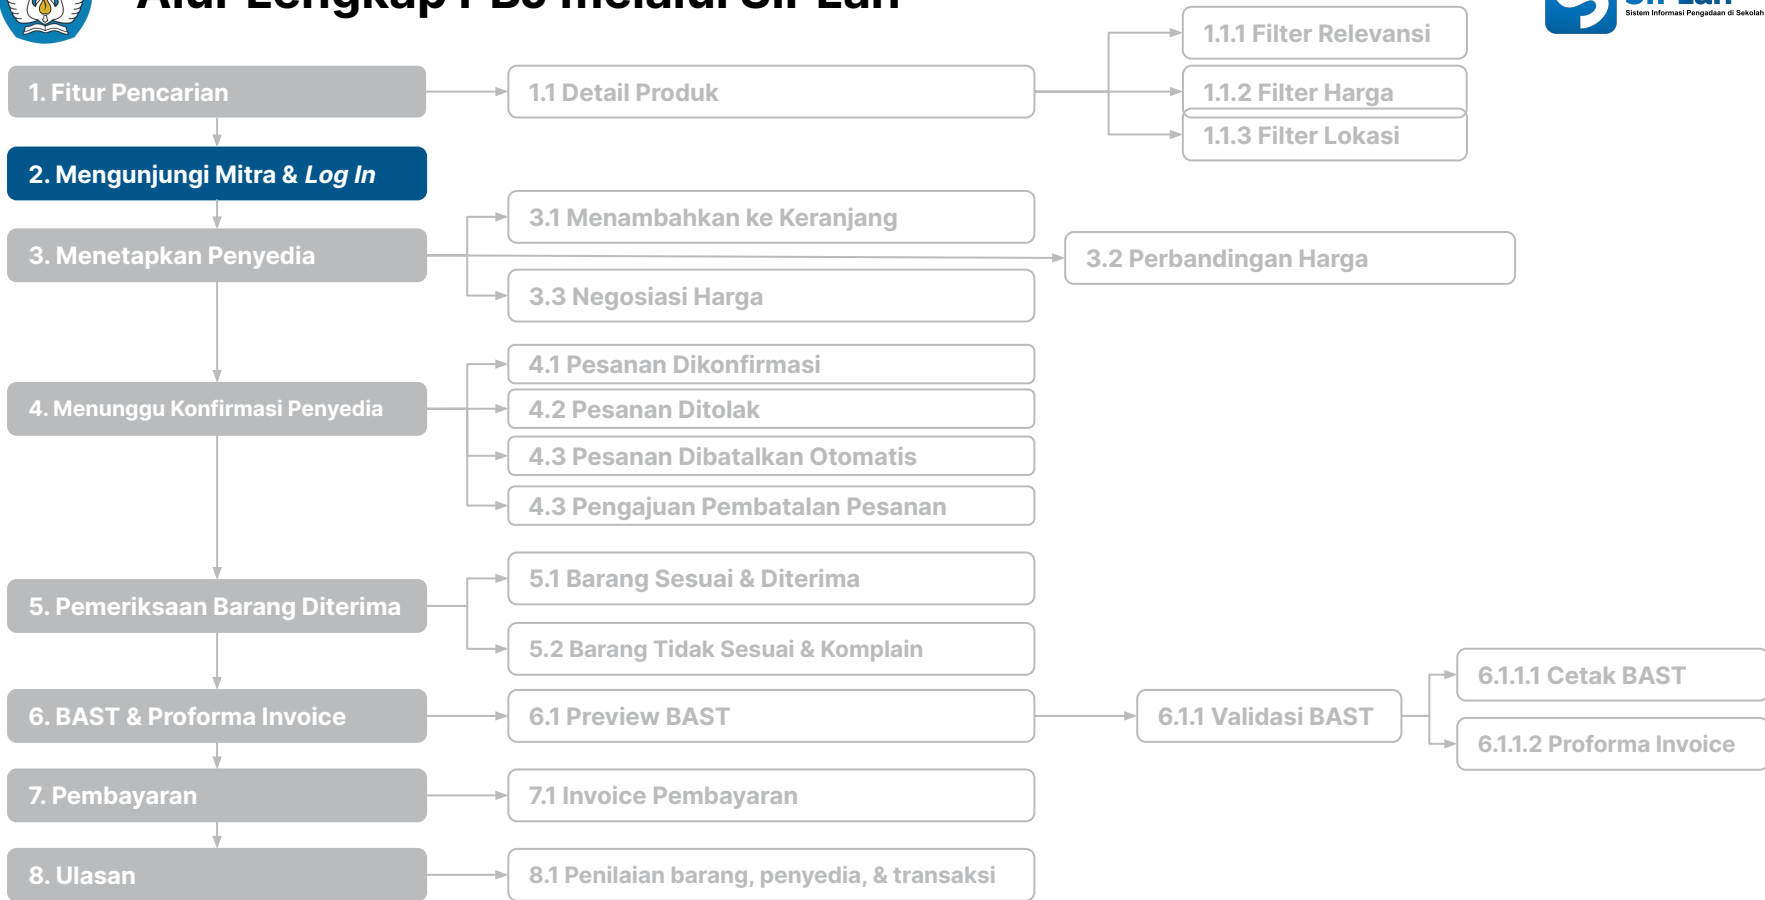 Alur Lengkap PBJ melalui SIPLah
Sistem Informasi Pengadaan di Sekolah
1.1.1 Filter Relevansi
1. Fitur Pencarian
1.1 Detail Produk
1.1.2 Filter Harga
1.1.3 Filter Lokasi
2. Mengunjungi Mitra & Log In
3.1 Menambahkan ke Keranjang
3. Menetapkan Penyedia
3.2 Perbandingan Harga
3.3 Negosiasi Harga
4.1 Pesanan Dikonfirmasi
4. Menunggu Konfirmasi Penyedia
4.2 Pesanan Ditolak
4.3 Pesanan Dibatalkan Otomatis
4.3 Pengajuan Pembatalan Pesanan
5.1 Barang Sesuai & Diterima
5. Pemeriksaan Barang Diterima
5.2 Barang Tidak Sesuai & Komplain
6. BAST & Proforma Invoice
6.1 Preview BAST
6.1.1 Validasi BAST
6.1.1.1 Cetak BAST
6.1.1.2 Proforma Invoice
7. Pembayaran
7.1 Invoice Pembayaran
8. Ulasan
8.1 Penilaian barang, penyedia, & transaksi